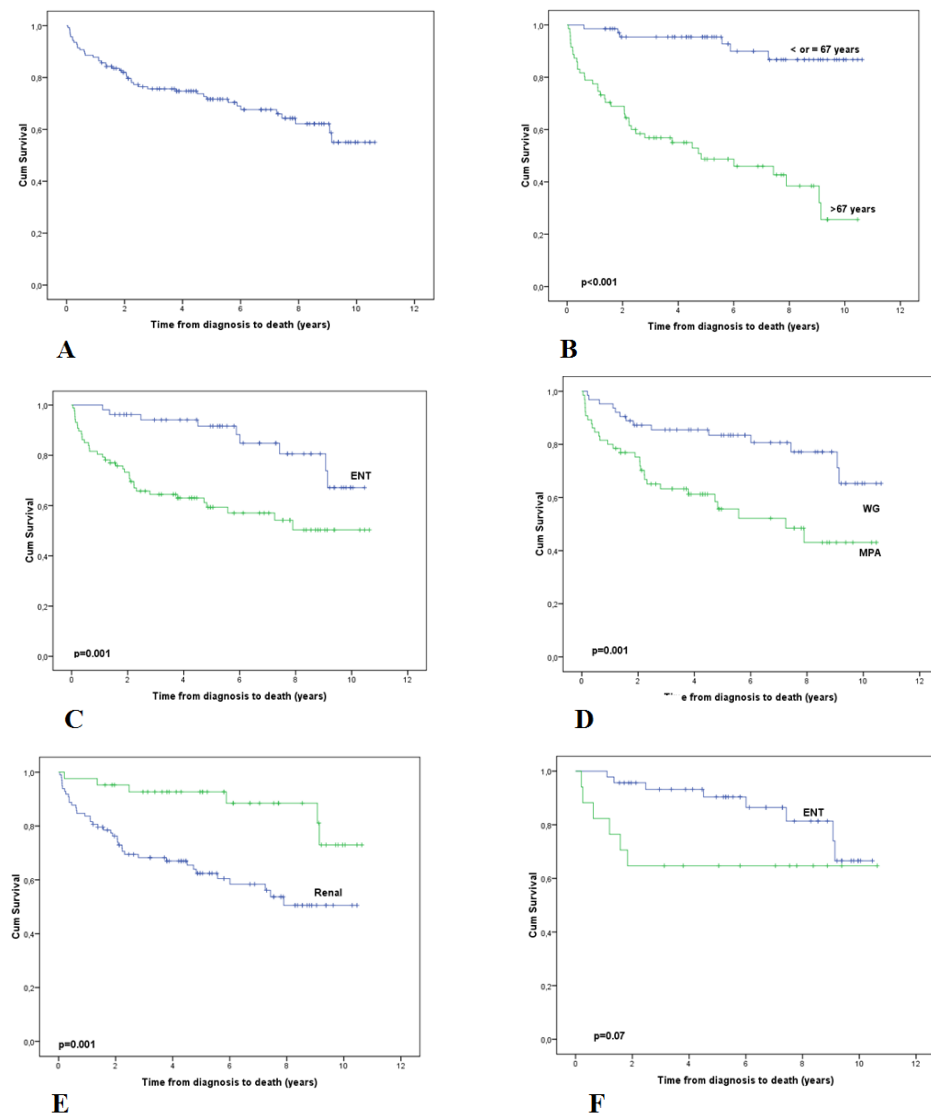 1,0
0,8
0,6
0,4
0,2
0,0
Cum Survival
0 2 4 6 8 10 12
Time from diagnosis to death (years)
A
1,0
0,8
0,6
0,4
0,2
0,0
Cum Survival
< or = 67 years
>67 years
p<0.001
0 2 4 6 8 10 12
Time from diagnosis to death (years)
B
1,0
0,8
0,6
0,4
0,2
0,0
Cum Survival
ENT
p=0.001
0 2 4 6 8 10 12
Time from diagnosis to death (years)
C
1,0
0,8
0,6
0,4
0,2
0,0
Cum Survival
WG
MPA
p=0.001
0 2 4 6 8 10 12
from diagnosis to death (years)
D
1,0
0,8
0,6
0,4
0,2
0,0
Cum Survival
Renal
p=0.001
0 2 4 6 8 10 12
Time from diagnosis to death (years)
E
1,0
0,8
0,6
0,4
0,2
0,0
Cum Survival
ENT
p=0.07
0 2 4 6 8 10 12
Time from diagnosis to death (years)
F